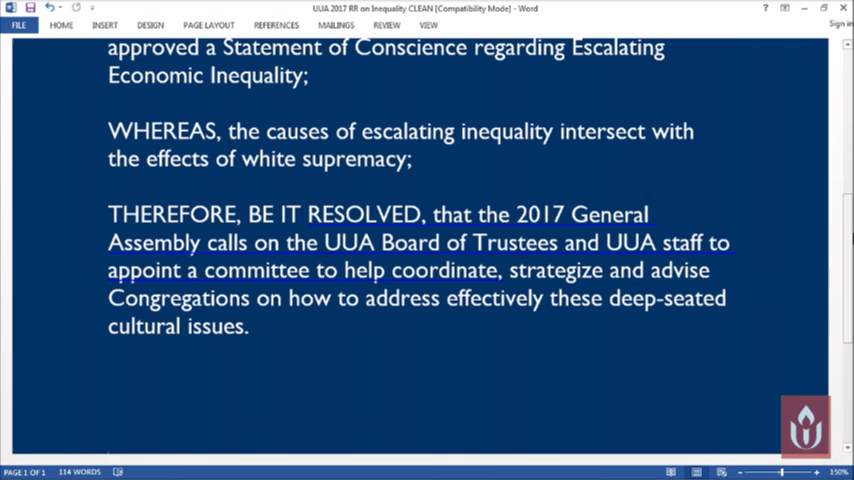 UUA 2017 RR on Inequality CLEAN [Compatibility Mode] - Word
Sign in
FILE HOME INSERT DESIGN PAGE LAYOUT REFERENCES MAILINGS REVIEW VIEW
approved a Statement of Conscience regarding Escalating
Economic Inequality;
WHEREAS, the causes of escalating inequality intersect with
the effects of white supremacy;
THEREFORE, BE IT RESOLVED, that the 2017 General
Assembly calls on the UUA Board of Trustees and UUA staff to
appoint a committee to help coordinate, strategize and advise
Congregations on how to address effectively these deep-seated
cultural issues.
PAGE 1 OF 1 114 WORDS 150%